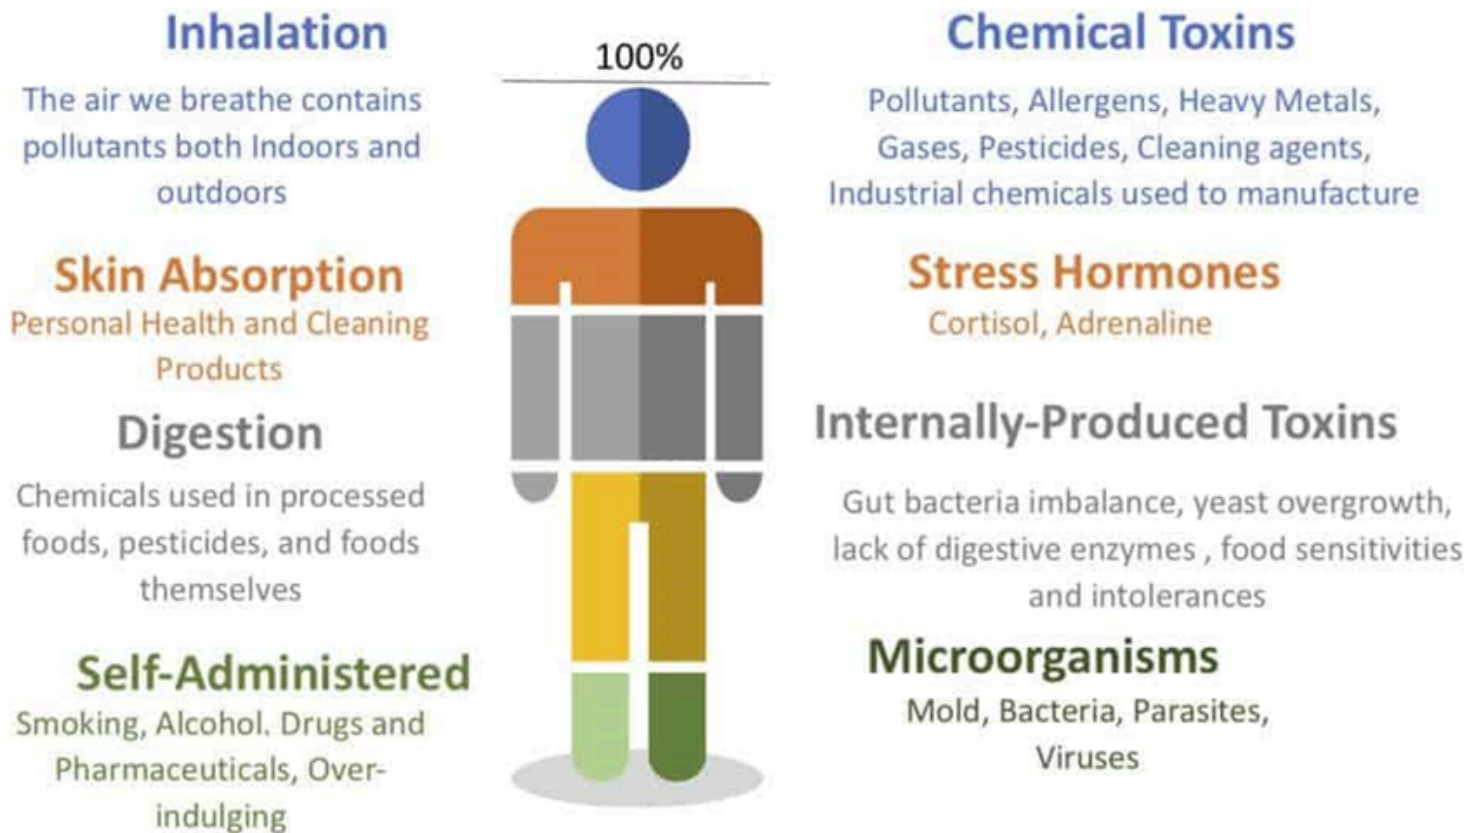 Inhalation
The air we breathe contains
pollutants both Indoors and
outdoors
Skin Absorption
Personal Health and Cleaning
Products
Digestion
Chemicals used in processed
foods, pesticides, and foods
themselves
Self-Administered
Smoking, Alcohol. Drugs and
Pharmaceuticals, Over-
indulging
100%
Chemical Toxins
Pollutants, Allergens, Heavy Metals,
Gases, Pesticides, Cleaning agents,
Industrial chemicals used to manufacture
Stress Hormones
Cortisol, Adrenaline
Internally-Produced Toxins
Gut bacteria imbalance, yeast overgrowth,
lack of digestive enzymes , food sensitivities
and intolerances
Microorganisms
Mold, Bacteria, Parasites,
Viruses